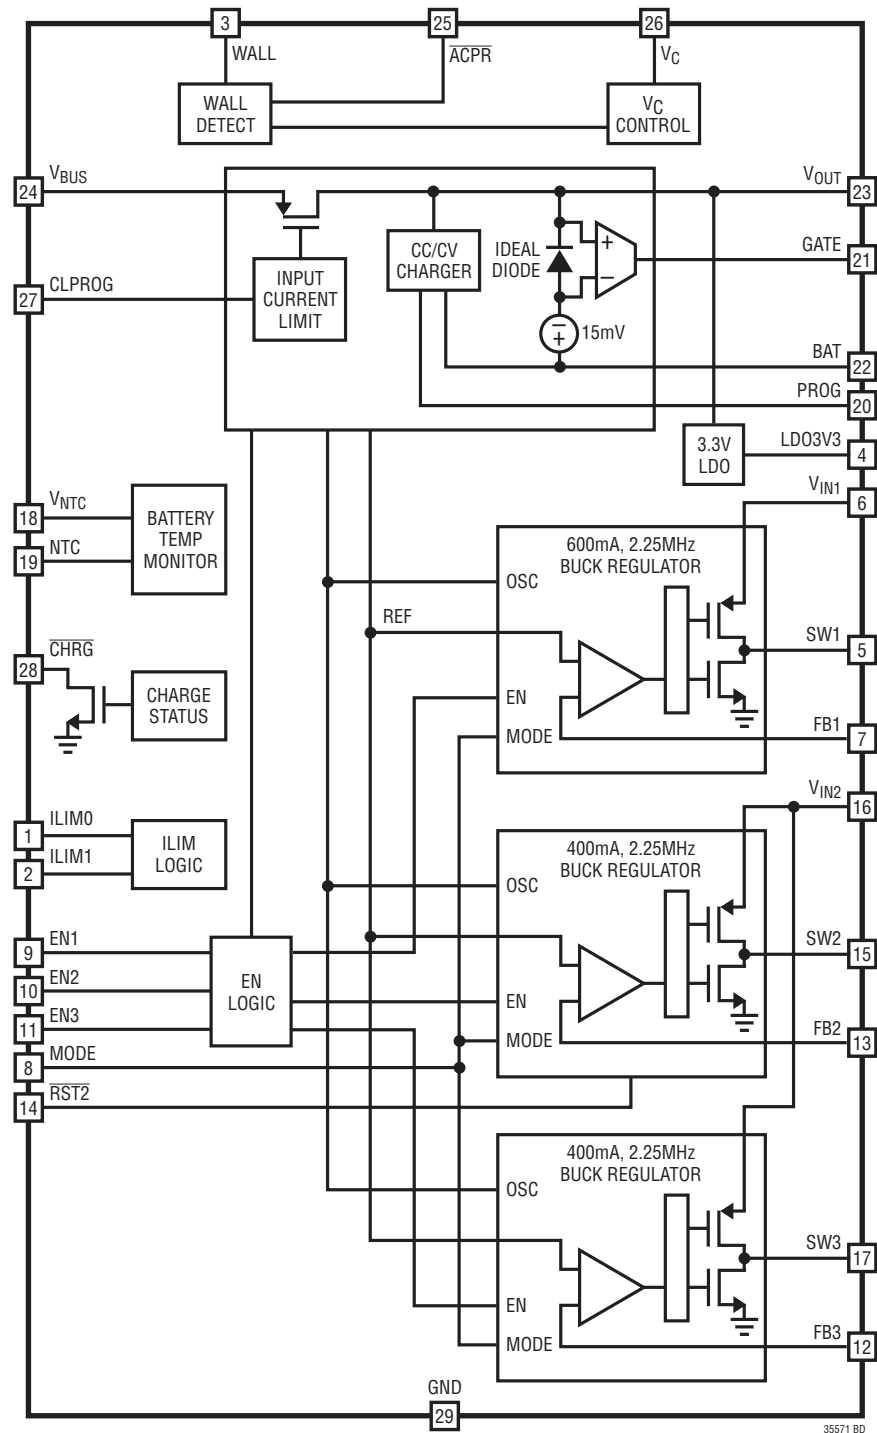 3
25
26
WALL
ACPR
VC
WALL
DETECT
VC
CONTROL
VBUS
24
VOUT
23
CC/CV
CHARGER
IDEAL
DIODE
+
−
GATE
21
CLPROG
27
INPUT
CURRENT
LIMIT
−
+
15mV
BAT
22
PROG
20
3.3V
LDO
LDO3V3
4
VIN1
6
VNTC
18
NTC
19
BATTERY
TEMP
MONITOR
600mA, 2.25MHz
BUCK REGULATOR
OSC
REF
SW1
5
CHRG
28
CHARGE
STATUS
EN
MODE
FB1
7
VIN2
16
ILIM0
1
ILIM1
2
ILIM
LOGIC
400mA, 2.25MHz
BUCK REGULATOR
OSC
EN1
9
EN2
10
EN3
11
MODE
8
RST2
14
EN
LOGIC
SW2
15
EN
MODE
FB2
13
400mA, 2.25MHz
BUCK REGULATOR
OSC
SW3
17
EN
MODE
FB3
12
GND
29
35571 BD